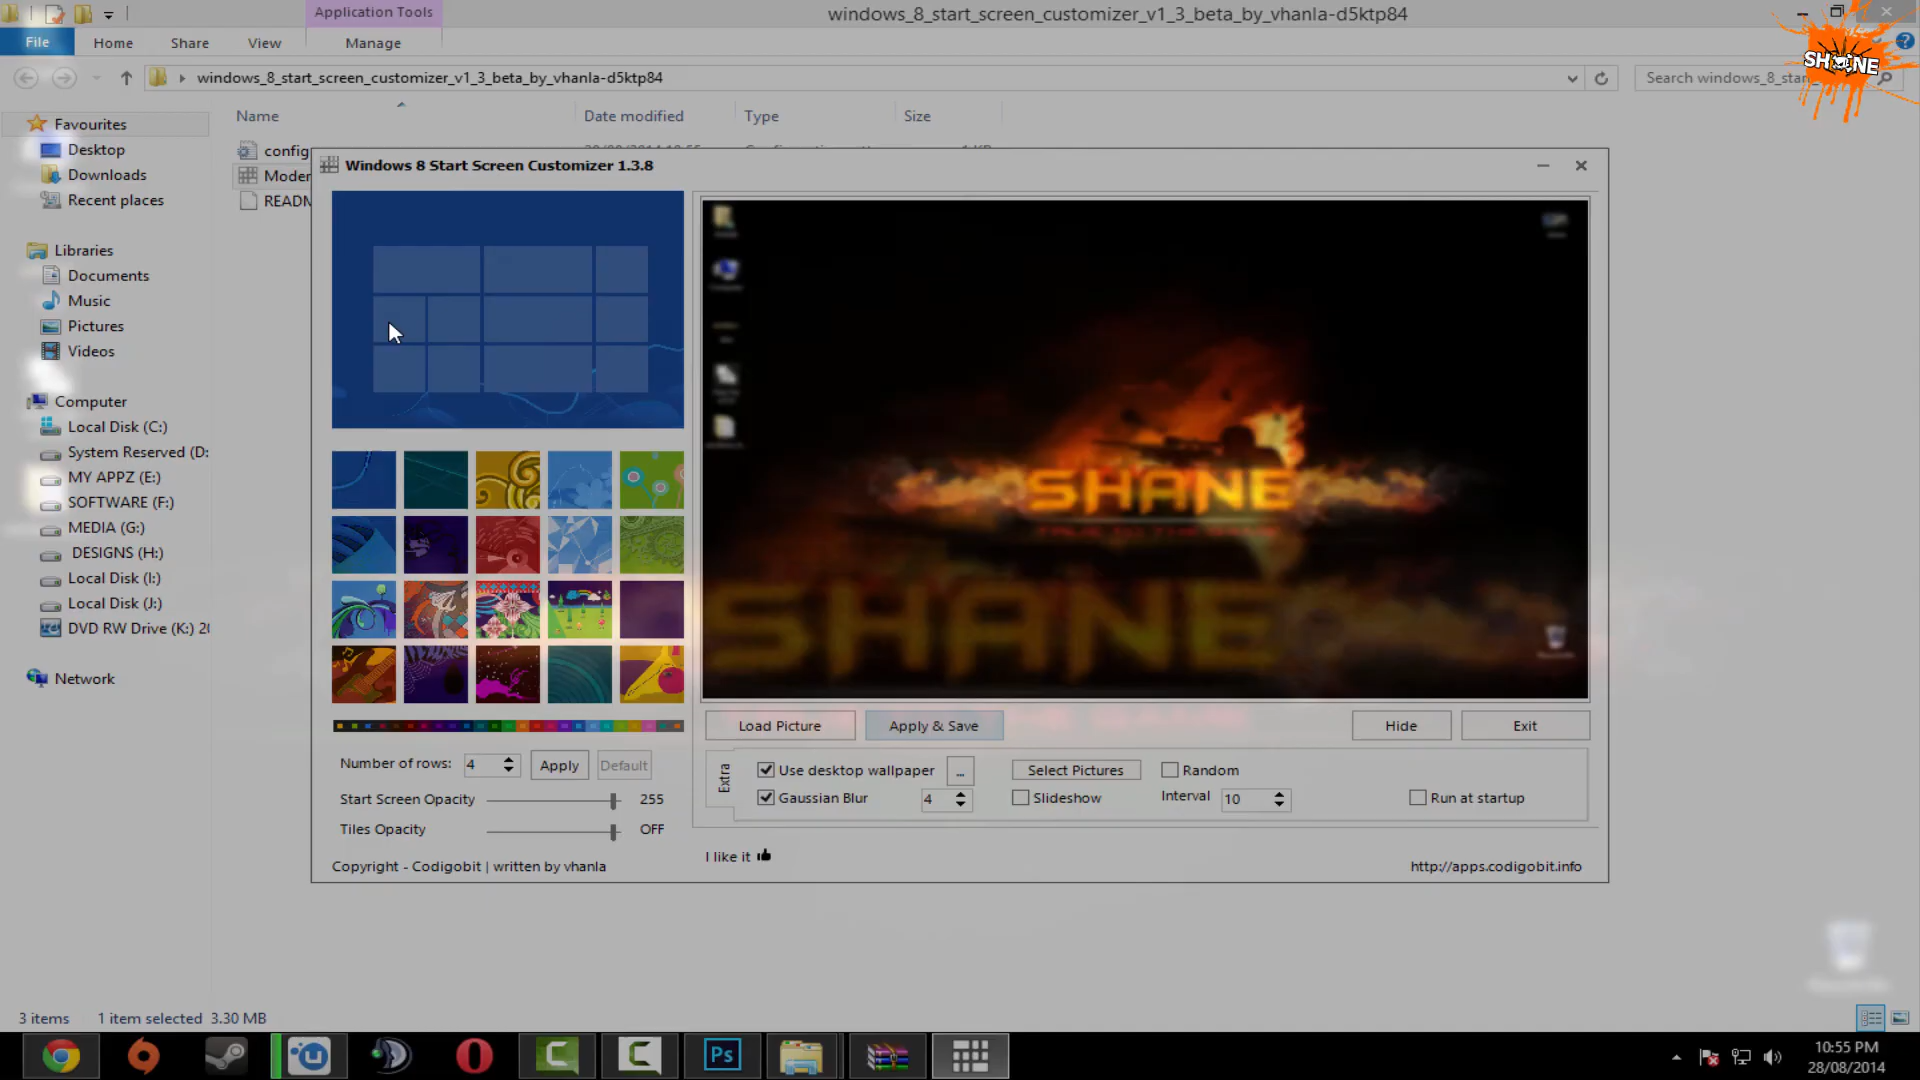 Application Tools
windows_8_start_screen_customizer_v1_3_beta_by_vhanla-d5ktp84
File
Home
Share
View
Manage
windows_8_start_screen_customizer_v1_3_beta_by_vhanla-d5ktp84
Search windows_8_star
SHANE
Name
Date modified
Type
Size
Favourites
Desktop
Downloads
Recent places
Libraries
Documents
Music
Pictures
Videos
Computer
Local Disk (C:)
System Reserved (D:
MY APPZ (E:)
SOFTWARE (F:)
MEDIA (G:)
DESIGNS (H:)
Local Disk (I:)
Local Disk (J:)
DVD RW Drive (K:) 20
Network
config
Moder
READM
Windows 8 Start Screen Customizer 1.3.8
SHANE
SHANE
Load Picture
Apply & Save
Hide
Exit
Number of rows: 4
Apply
Default
Start Screen Opacity
255
Tiles Opacity
OFF
Extra
Use desktop wallpaper
...
Select Pictures
Random
Gaussian Blur
4
Slideshow
Interval
10
Run at startup
I like it
Copyright - Codigobit | written by vhanla
http://apps.codigobit.info
3 items
1 item selected 3.30 MB
Ps
10:55 PM
28/08/2014